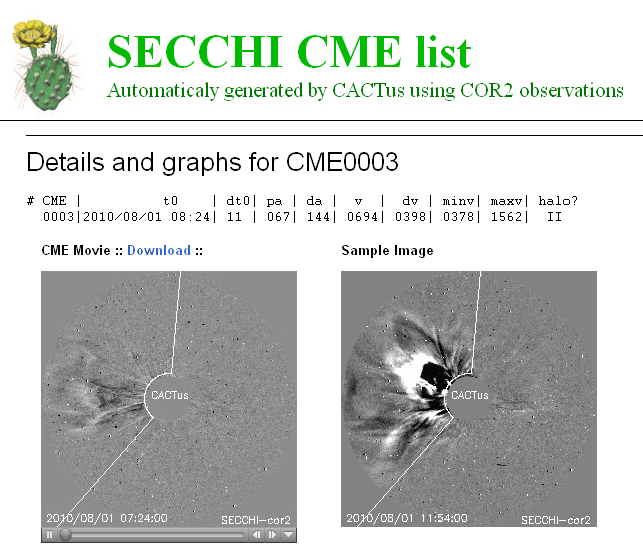 SECCHI CME list
Automaticaly generated by CACTus using COR2 observations
Details and graphs for CME0003
# CME | t0 | dt0| pa | da | v | dv | minv| maxv| halo?
0003|2010/08/01 08:24| 11 | 067| 144| 0694| 0398| 0378| 1562| II
CME Movie :: Download ::
Sample Image
CACTus
CACTus
2010/08/01 07:24:00 SECCHI-cor2
2010/08/01 11:54:00 SECCHI-cor2